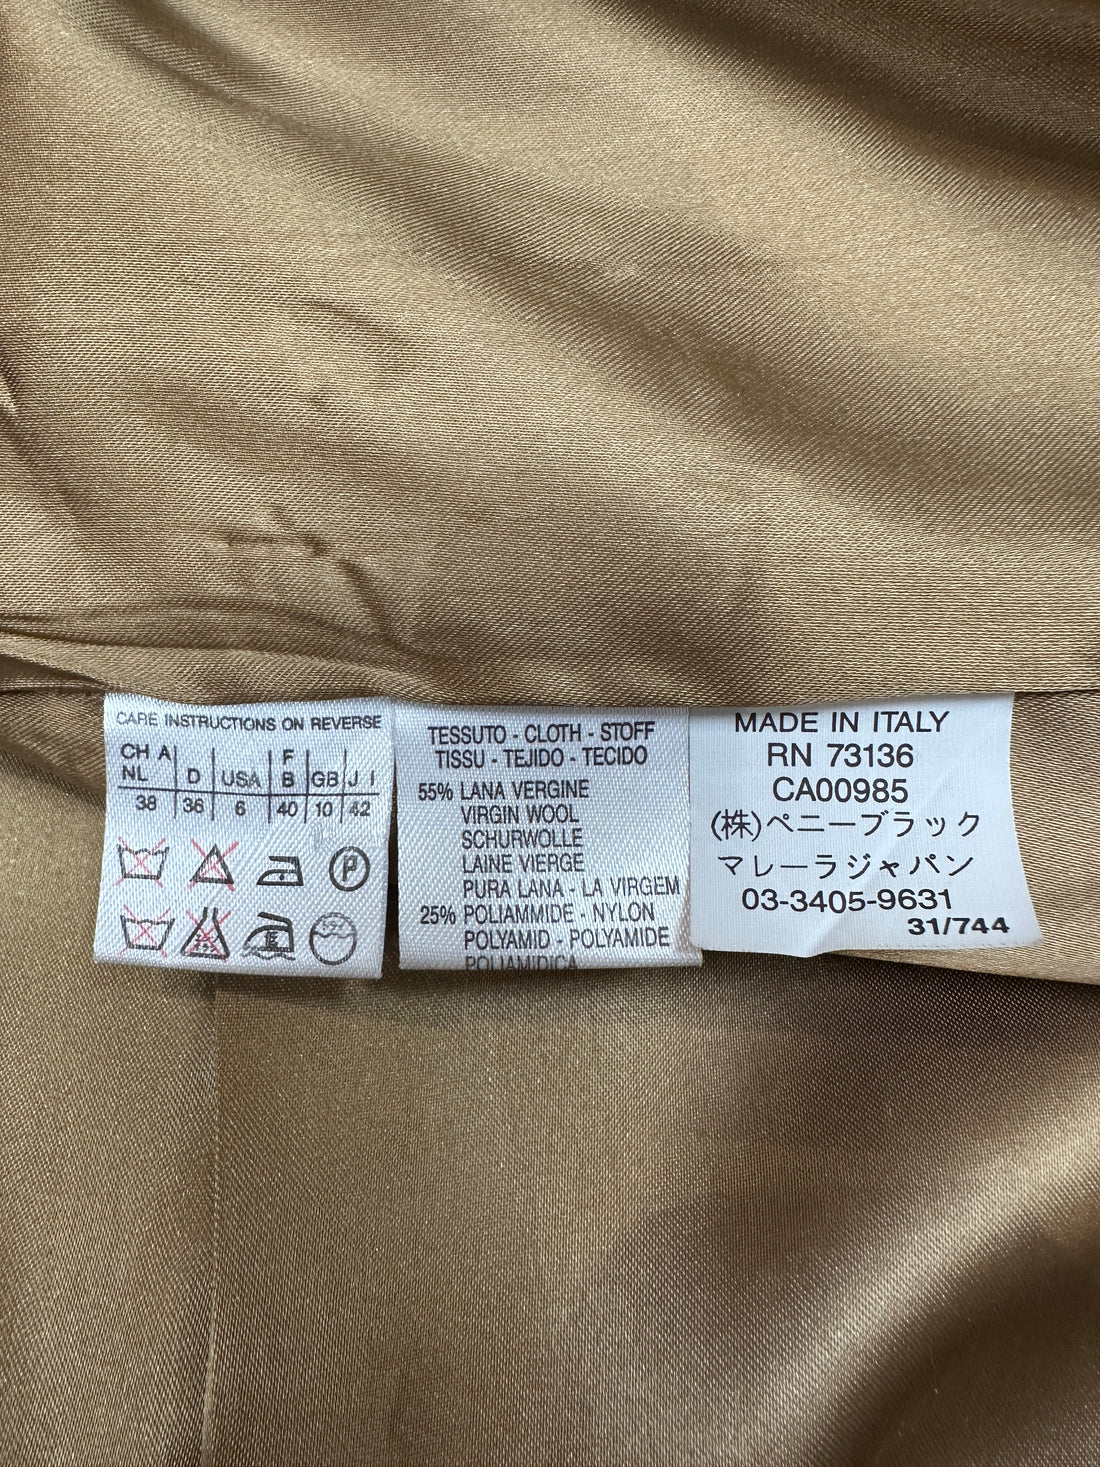 CARE INSTRUCTIONS ON REVERSE
CH A NL D USA F B GB J I
38 36 6 40 10 42
P
TESSUTO - CLOTH - STOFF
TISSU - TEJIDO - TECIDO
55% LANA VERGINE
VIRGIN WOOL
SCHURWOLLE
LAINE VIERGE
PURA LANA - LA VIRGEM
25% POLIAMMIDE - NYLON
POLYAMID - POLYAMIDE
POLIAMIDICA
MADE IN ITALY
RN 73136
CA00985
(株)ペニーブラック
マレーラジャパン
03-3405-9631
31/744